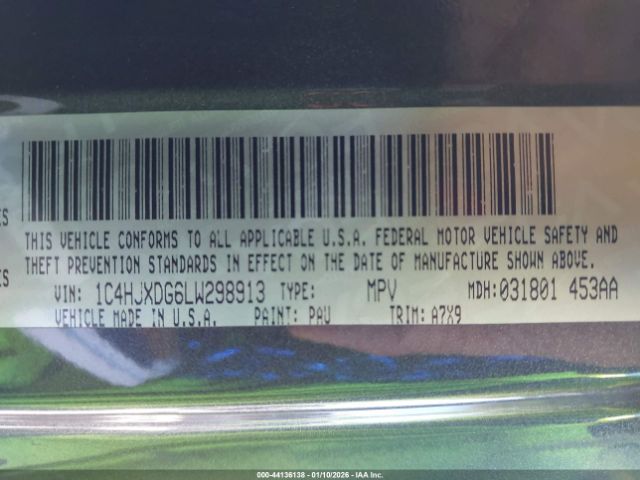 ES
THIS VEHICLE CONFORMS TO ALL APPLICABLE U.S.A. FEDERAL MOTOR VEHICLE SAFETY AND
THEFT PREVENTION STANDARDS IN EFFECT ON THE DATE OF MANUFACTURE SHOWN ABOVE.
ES
VIN: 1C4HJXDG6LW298913 TYPE: MPV MDH:031801 453AA
VEHICLE MADE IN U.S.A. PAINT: PAU TRIM: A7X9
000-44136138 - 01/10/2026 - IAA Inc.